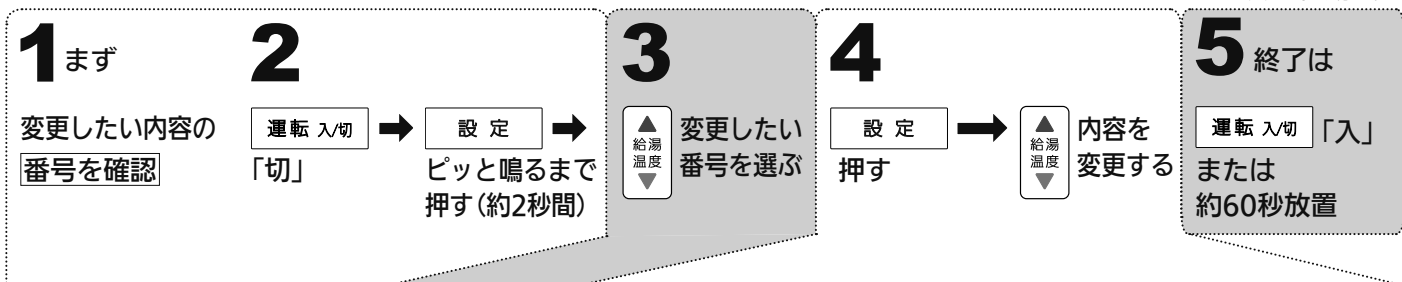 1 まず
変更したい内容の
番号を確認
2
運転 入/切 ➡ 設定 ➡
「切」
ピッと鳴るまで
押す(約2秒間)
3
▲
給湯
温度
▼
変更したい
番号を選ぶ
4
設定 ➡
押す
▲
給湯
温度
▼
内容を
変更する
5 終了は
運転 入/切 「入」
または
約60秒放置